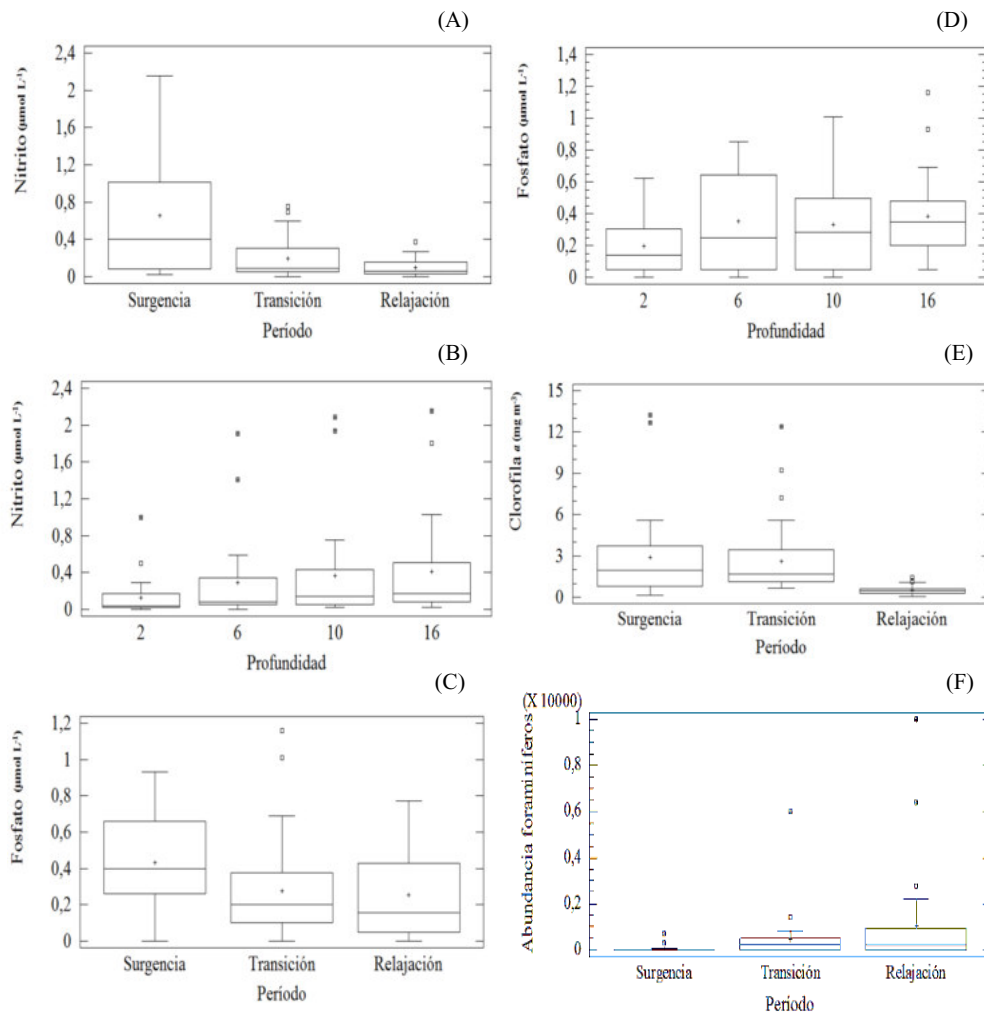 (A)
Nitrito (µmol L⁻¹)
2,4
2
1,6
1,2
0,8
0,4
0
Surgencia Transición Relajación
Período
(B)
Nitrito (µmol L⁻¹)
2,4
2
1,6
1,2
0,8
0,4
0
2 6 10 16
Profundidad
(C)
Fosfato (µmol L⁻¹)
1,2
1
0,8
0,6
0,4
0,2
0
Surgencia Transición Relajación
Período
(D)
Fosfato (µmol L⁻¹)
1,4
1,2
1
0,8
0,6
0,4
0,2
0
2 6 10 16
Profundidad
(E)
Clorofila a (mg m⁻³)
15
12
9
6
3
0
Surgencia Transición Relajación
Período
(F)
(X 10000)
Abundancia foraminíferos
1
0,8
0,6
0,4
0,2
0
Surgencia Transición Relajación
Período